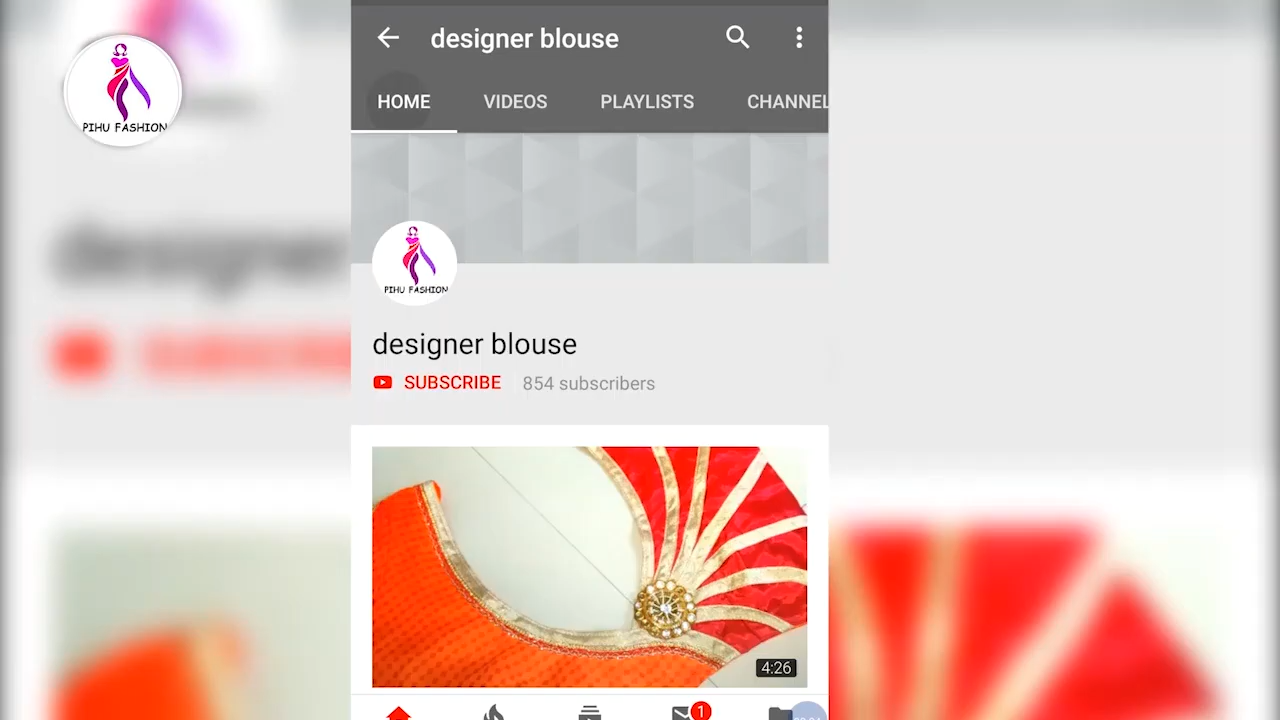 PIHU FASHION
designer blouse
HOME VIDEOS PLAYLISTS CHANNEL
PIHU FASHION
designer blouse
SUBSCRIBE 854 subscribers
4:26
1